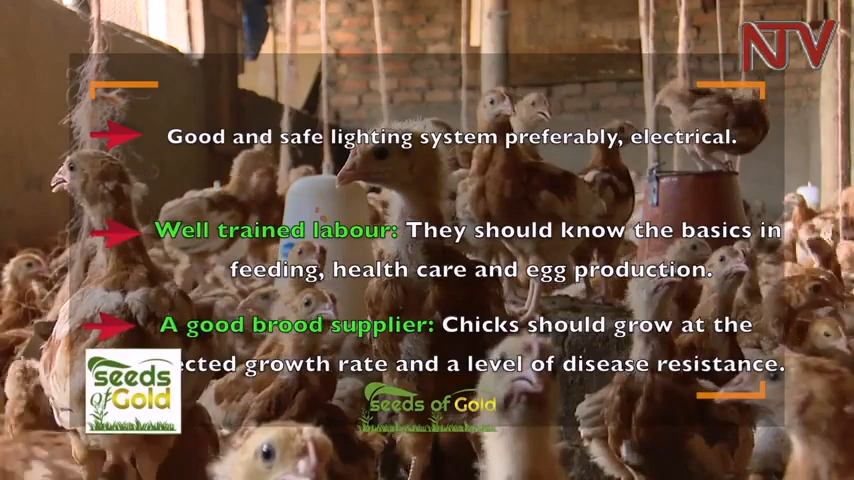 NTV
Good and safe lighting system preferably, electrical.
Well trained labour: They should know the basics in
feeding, health care and egg production.
A good brood supplier: Chicks should grow at the
ected growth rate and a level of disease resistance.
seeds
of Gold
seeds of Gold